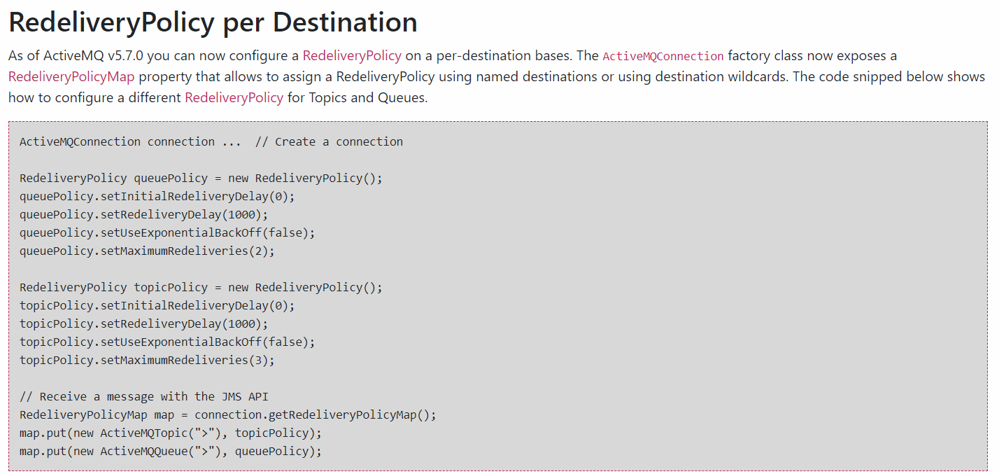 RedeliveryPolicy per Destination
As of ActiveMQ v5.7.0 you can now configure a RedeliveryPolicy on a per-destination bases. The ActiveMQConnection factory class now exposes a
RedeliveryPolicyMap property that allows to assign a RedeliveryPolicy using named destinations or using destination wildcards. The code snipped below shows
how to configure a different RedeliveryPolicy for Topics and Queues.
ActiveMQConnection connection ...  // Create a connection
RedeliveryPolicy queuePolicy = new RedeliveryPolicy();
queuePolicy.setInitialRedeliveryDelay(0);
queuePolicy.setRedeliveryDelay(1000);
queuePolicy.setUseExponentialBackOff(false);
queuePolicy.setMaximumRedeliveries(2);
RedeliveryPolicy topicPolicy = new RedeliveryPolicy();
topicPolicy.setInitialRedeliveryDelay(0);
topicPolicy.setRedeliveryDelay(1000);
topicPolicy.setUseExponentialBackOff(false);
topicPolicy.setMaximumRedeliveries(3);
// Receive a message with the JMS API
RedeliveryPolicyMap map = connection.getRedeliveryPolicyMap();
map.put(new ActiveMQTopic(">"), topicPolicy);
map.put(new ActiveMQQueue(">"), queuePolicy);